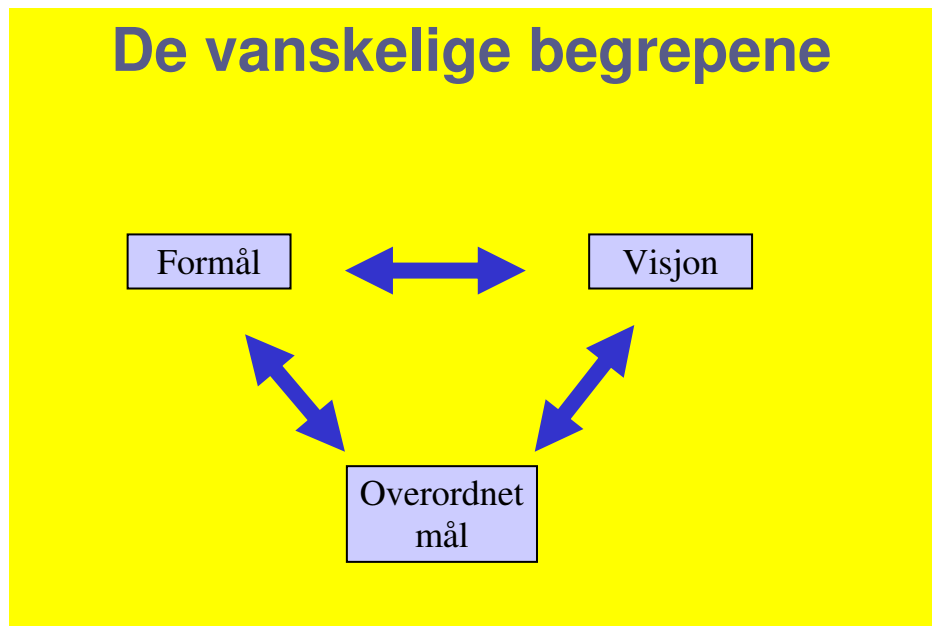 De vanskelige begrepene
Formål
Visjon
Overordnet
mål